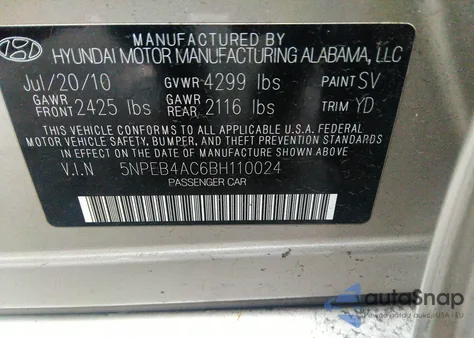 MANUFACTURED BY
HYUNDAI MOTOR MANUFACTURING ALABAMA, LLC
Jul/20/10 GVWR 4299 lbs PAINT SV
GAWR FRONT 2425 lbs GAWR REAR 2116 lbs TRIM YD
THIS VEHICLE CONFORMS TO ALL APPLICABLE U.S.A. FEDERAL
MOTOR VEHICLE SAFETY, BUMPER, AND THEFT PREVENTION STANDARDS
IN EFFECT ON THE DATE OF MANUFACTURE SHOWN ABOVE.
V.I.N 5NPEB4AC6BH110024
PASSENGER CAR
autoSnap